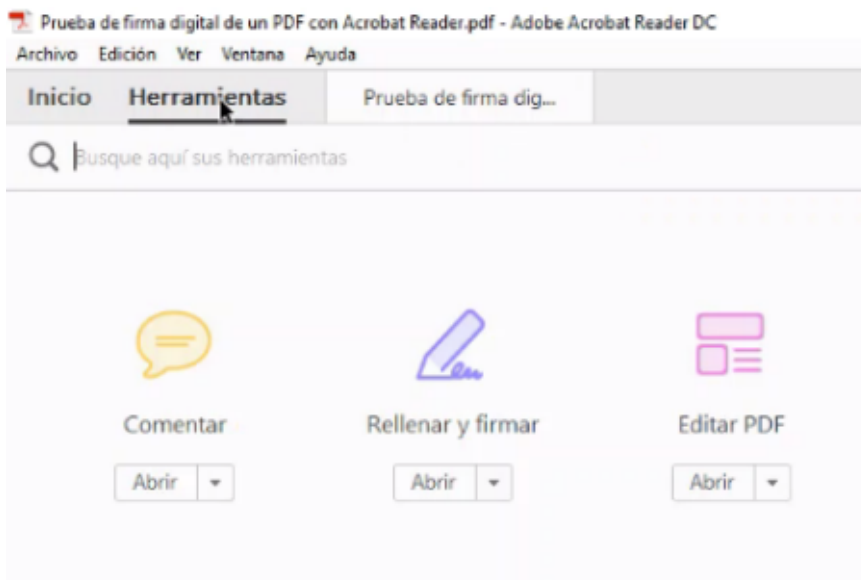 Prueba de firma digital de un PDF con Acrobat Reader.pdf - Adobe Acrobat Reader DC
Archivo Edición Ver Ventana Ayuda
Inicio Herramientas Prueba de firma dig...
Busque aquí sus herramientas
Comentar Rellenar y firmar Editar PDF
Abrir Abrir Abrir